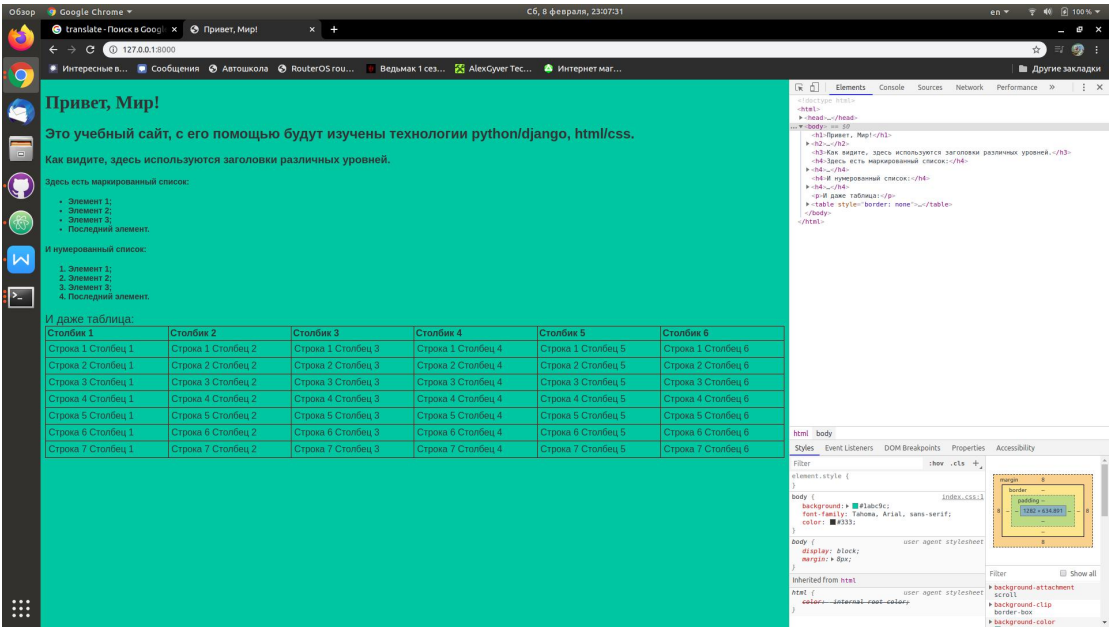 Обзор Google Chrome Сб, 8 февраля, 23:07:31 en 100 %
translate - Поиск в Googl Привет, Мир!
127.0.0.1:8000
Интересные в... Сообщения Автошкола RouterOS rou... Ведьмак 1 сез... AlexGyver Tec... Интернет маг... Другие закладки
Привет, Мир!
Это учебный сайт, с его помощью будут изучены технологии python/django, html/css.
Как видите, здесь используются заголовки различных уровней.
Здесь есть маркированный список:
• Элемент 1;
• Элемент 2;
• Элемент 3;
• Последний элемент.
И нумерованный список:
1. Элемент 1;
2. Элемент 2;
3. Элемент 3;
4. Последний элемент.
И даже таблица:
Столбик 1 Столбик 2 Столбик 3 Столбик 4 Столбик 5 Столбик 6
Строка 1 Столбец 1 Строка 1 Столбец 2 Строка 1 Столбец 3 Строка 1 Столбец 4 Строка 1 Столбец 5 Строка 1 Столбец 6
Строка 2 Столбец 1 Строка 2 Столбец 2 Строка 2 Столбец 3 Строка 2 Столбец 4 Строка 2 Столбец 5 Строка 2 Столбец 6
Строка 3 Столбец 1 Строка 3 Столбец 2 Строка 3 Столбец 3 Строка 3 Столбец 4 Строка 3 Столбец 5 Строка 3 Столбец 6
Строка 4 Столбец 1 Строка 4 Столбец 2 Строка 4 Столбец 3 Строка 4 Столбец 4 Строка 4 Столбец 5 Строка 4 Столбец 6
Строка 5 Столбец 1 Строка 5 Столбец 2 Строка 5 Столбец 3 Строка 5 Столбец 4 Строка 5 Столбец 5 Строка 5 Столбец 6
Строка 6 Столбец 1 Строка 6 Столбец 2 Строка 6 Столбец 3 Строка 6 Столбец 4 Строка 6 Столбец 5 Строка 6 Столбец 6
Строка 7 Столбец 1 Строка 7 Столбец 2 Строка 7 Столбец 3 Строка 7 Столбец 4 Строка 7 Столбец 5 Строка 7 Столбец 6
Elements Console Sources Network Performance »
<!doctype html>
<html>
<head>…</head>
<body> == $0
<h1>Привет, Мир!</h1>
<h2>…</h2>
<h3>Как видите, здесь используются заголовки различных уровней.</h3>
<h4>Здесь есть маркированный список:</h4>
<h4>…</h4>
<h4>И нумерованный список:</h4>
<h4>…</h4>
<p>И даже таблица:</p>
<table style="border: none">…</table>
</body>
</html>
html body
Styles Event Listeners DOM Breakpoints Properties Accessibility
Filter :hov .cls +
element.style {
}
body { index.css:1
background: #1abc9c;
font-family: Tahoma, Arial, sans-serif;
color: #333;
}
body { user agent stylesheet
display: block;
margin: 8px;
}
Inherited from html
html { user agent stylesheet
color: -internal-root-color;
}
margin 8
border –
padding –
8 – – 1282 × 634.891 – – 8
–
–
8
Filter Show all
background-attachment
scroll
background-clip
border-box
background-color